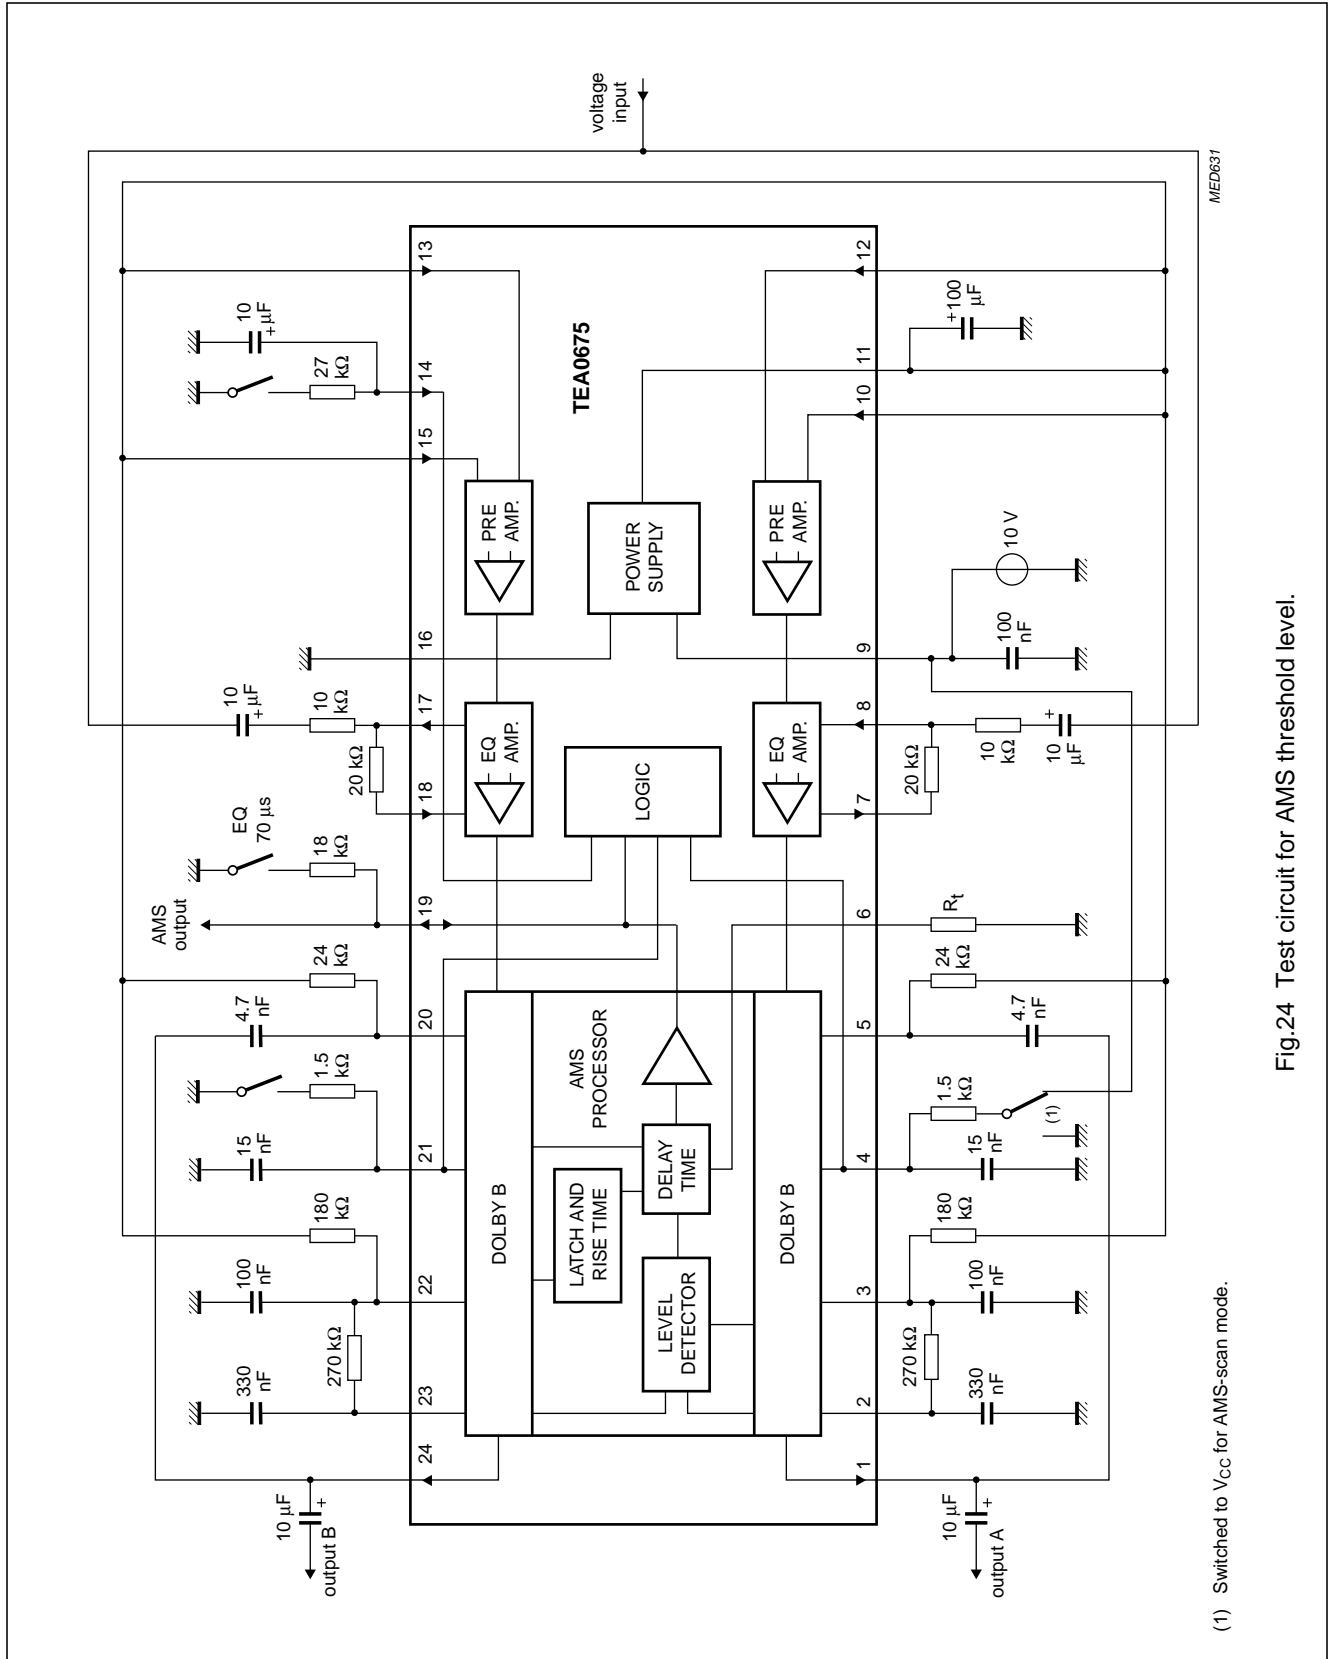 voltage
input
MED631
TEA0675
13
14
15
16
17
18
19
20
21
22
23
24
12
11
10
9
8
7
6
5
4
3
2
1
10
µF
+
27
kΩ
10
µF
+
10
kΩ
20 kΩ
EQ
70 µs
18
kΩ
AMS
output
24
kΩ
4.7
nF
1.5
kΩ
15
nF
180
kΩ
100
nF
270 kΩ
330
nF
10 µF
+
output B
PRE
AMP.
EQ
AMP.
POWER
SUPPLY
LOGIC
PRE
AMP.
EQ
AMP.
DOLBY B
AMS
PROCESSOR
LATCH AND
RISE TIME
DELAY
TIME
LEVEL
DETECTOR
DOLBY B
+100
µF
10 V
100
nF
10
kΩ
+
10
µF
20 kΩ
Rt
24
kΩ
4.7
nF
1.5
kΩ
(1)
15
nF
180
kΩ
100
nF
270 kΩ
330
nF
10 µF
+
output A
(1) Switched to VCC for AMS-scan mode.
Fig.24 Test circuit for AMS threshold level.